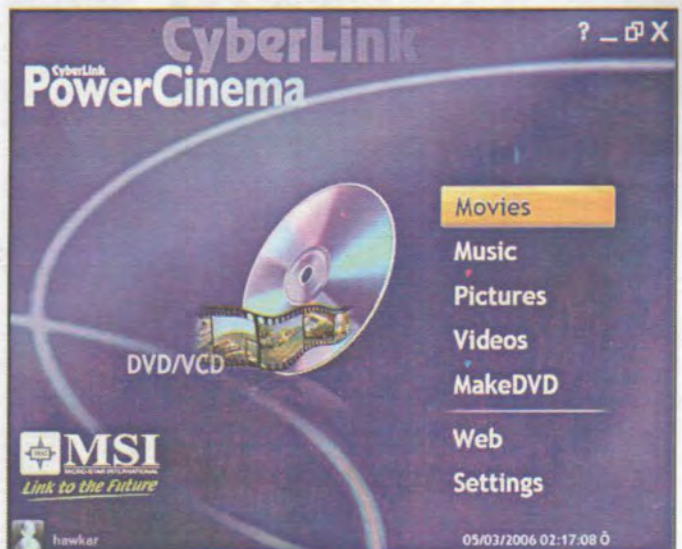 CyberLink
? _ X
CyberLink
PowerCinema
Movies
Music
Pictures
Videos
DVD/VCD
MakeDVD
MSI
MICRO-STAR INTERNATIONAL
Link to the Future
Web
Settings
hawkar
05/03/2006 02:17:08 Õ